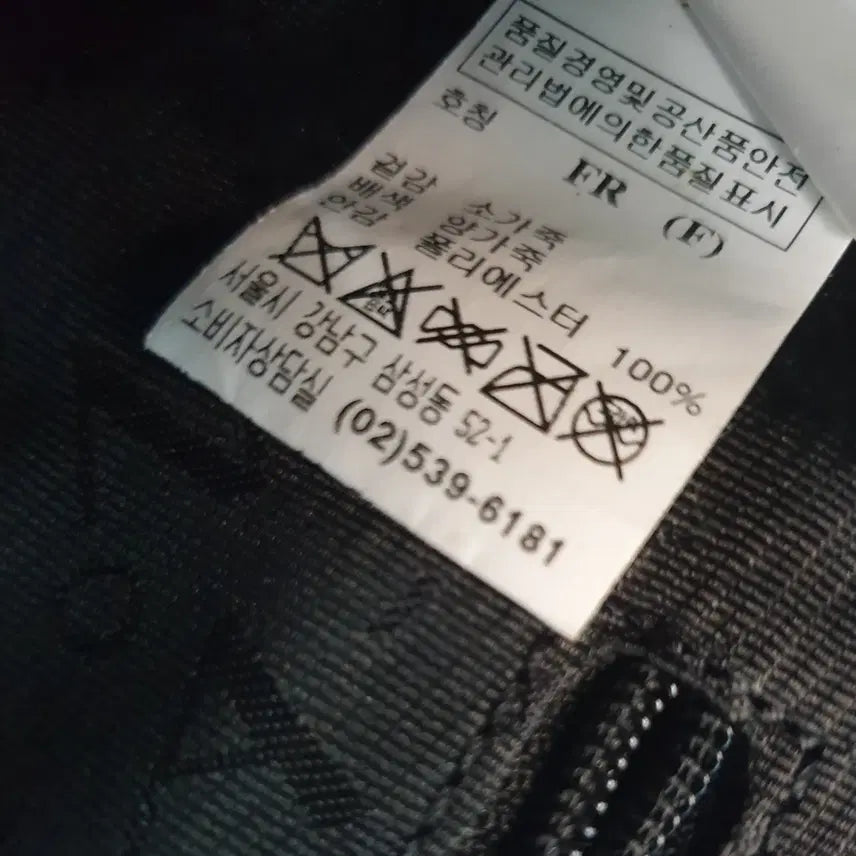 품질경영및공산품안전
관리법에의한품질표시
호칭 FR (F)
겉감 소가죽
배색 양가죽
안감 폴리에스터 100%
서울시 강남구 삼성동 52-1
소비자상담실 (02)539-6181